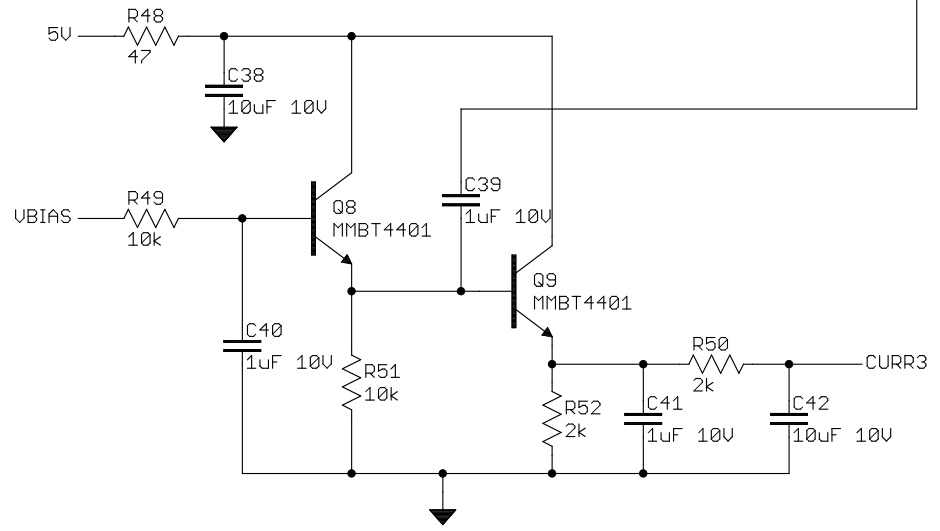 R48
5V
47
C38
10uF 10V
R49
VBIAS
10k
Q8
MMBT4401
C39
1uF 10V
Q9
MMBT4401
C40
1uF 10V
R51
10k
R50
2k
CURR3
R52
2k
C41
1uF 10V
C42
10uF 10V